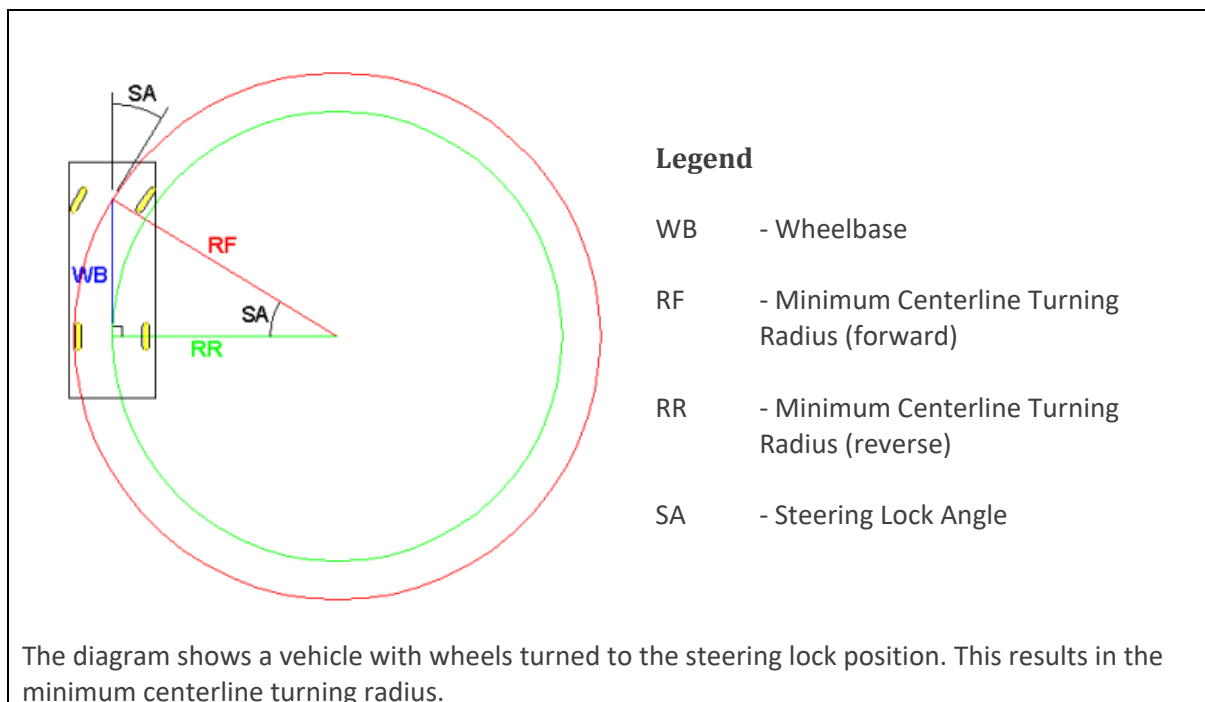 SA
RF
WB
SA
RR
Legend
WB - Wheelbase
RF - Minimum Centerline Turning
Radius (forward)
RR - Minimum Centerline Turning
Radius (reverse)
SA - Steering Lock Angle
The diagram shows a vehicle with wheels turned to the steering lock position. This results in the
minimum centerline turning radius.